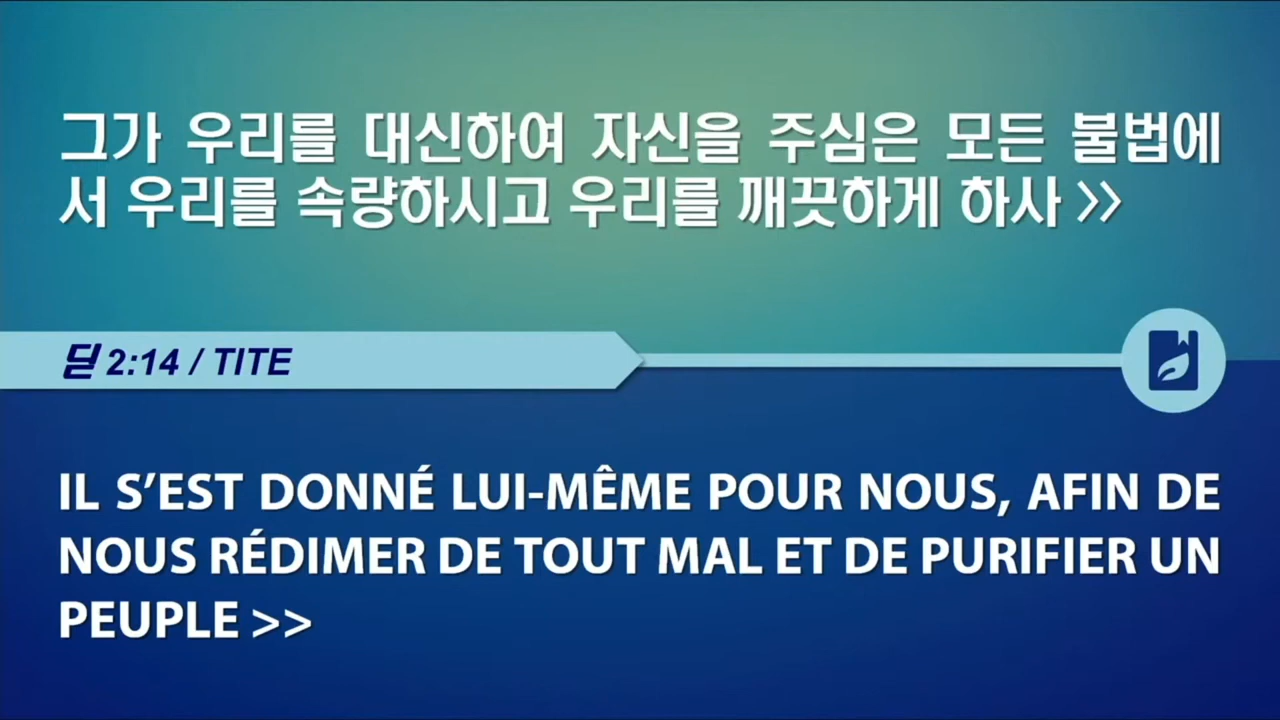 그가 우리를 대신하여 자신을 주심은 모든 불법에
서 우리를 속량하시고 우리를 깨끗하게 하사 >>
딛 2:14 / TITE
IL S’EST DONNÉ LUI-MÊME POUR NOUS, AFIN DE
NOUS RÉDIMER DE TOUT MAL ET DE PURIFIER UN
PEUPLE >>